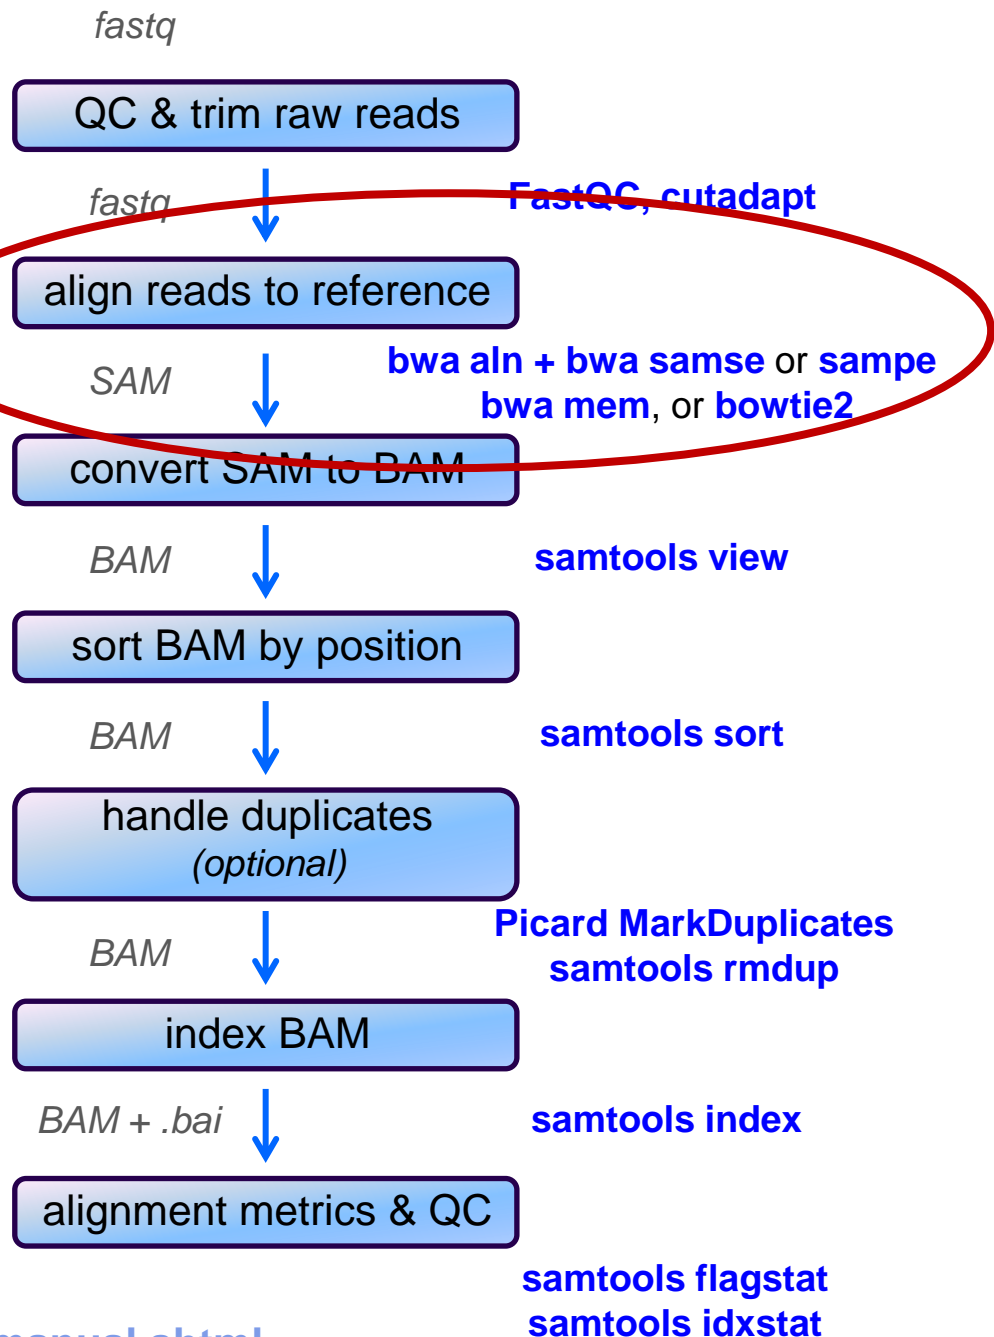 fastq
QC & trim raw reads
fastq
FastQC, cutadapt
align reads to reference
SAM
bwa aln + bwa samse or sampe
bwa mem, or bowtie2
convert SAM to BAM
BAM
samtools view
sort BAM by position
BAM
samtools sort
handle duplicates
(optional)
BAM
Picard MarkDuplicates
samtools rmdup
index BAM
BAM + .bai
samtools index
alignment metrics & QC
samtools flagstat
samtools idxstat
manual.shtml